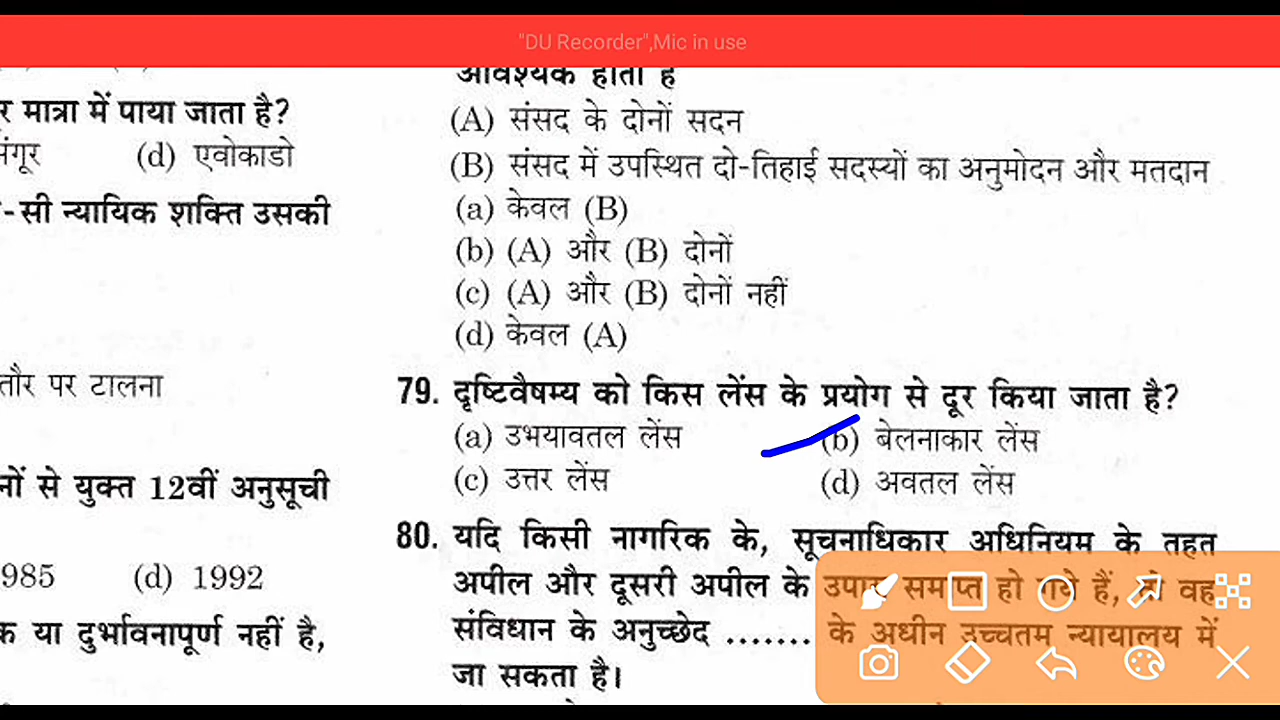 "DU Recorder",Mic in use
मात्रा में पाया जाता है?
(d) एवोकाडो
-सी न्यायिक शक्ति उसकी
तौर पर टालना
से युक्त 12वीं अनुसूची
985 (d) 1992
या दुर्भावनापूर्ण नहीं है,
आवश्यक होता है
(A) संसद के दोनों सदन
(B) संसद में उपस्थित दो-तिहाई सदस्यों का अनुमोदन और मतदान
(a) केवल (B)
(b) (A) और (B) दोनों
(c) (A) और (B) दोनों नहीं
(d) केवल (A)
79. दृष्टिवैषम्य को किस लेंस के प्रयोग से दूर किया जाता है?
(a) उभयावतल लेंस (b) बेलनाकार लेंस
(c) उत्तर लेंस (d) अवतल लेंस
80. यदि किसी नागरिक के, सूचनाधिकार अधिनियम के तहत
अपील और दूसरी अपील के समाप्त हो गये हैं, वह
संविधान के अनुच्छेद ....... के अधीन उच्चतम न्यायालय में
जा सकता है।